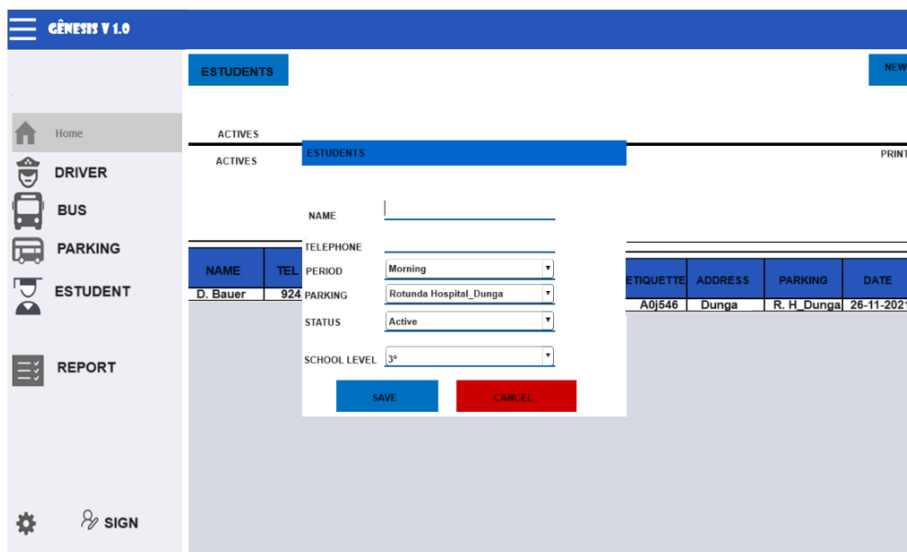 GÊNESIS V 1.0
ESTUDENTS
NEW
Home
DRIVER
BUS
PARKING
ESTUDENT
REPORT
SIGN
ACTIVES
ACTIVES
PRINT
ESTUDENTS
NAME
TELEPHONE
PERIOD Morning
PARKING Rotunda Hospital_Dunga
STATUS Active
SCHOOL LEVEL 3º
SAVE CANCEL
NAME TEL ETIQUETTE ADDRESS PARKING DATE
D. Bauer 924 A0j546 Dunga R. H_Dunga 26-11-2021